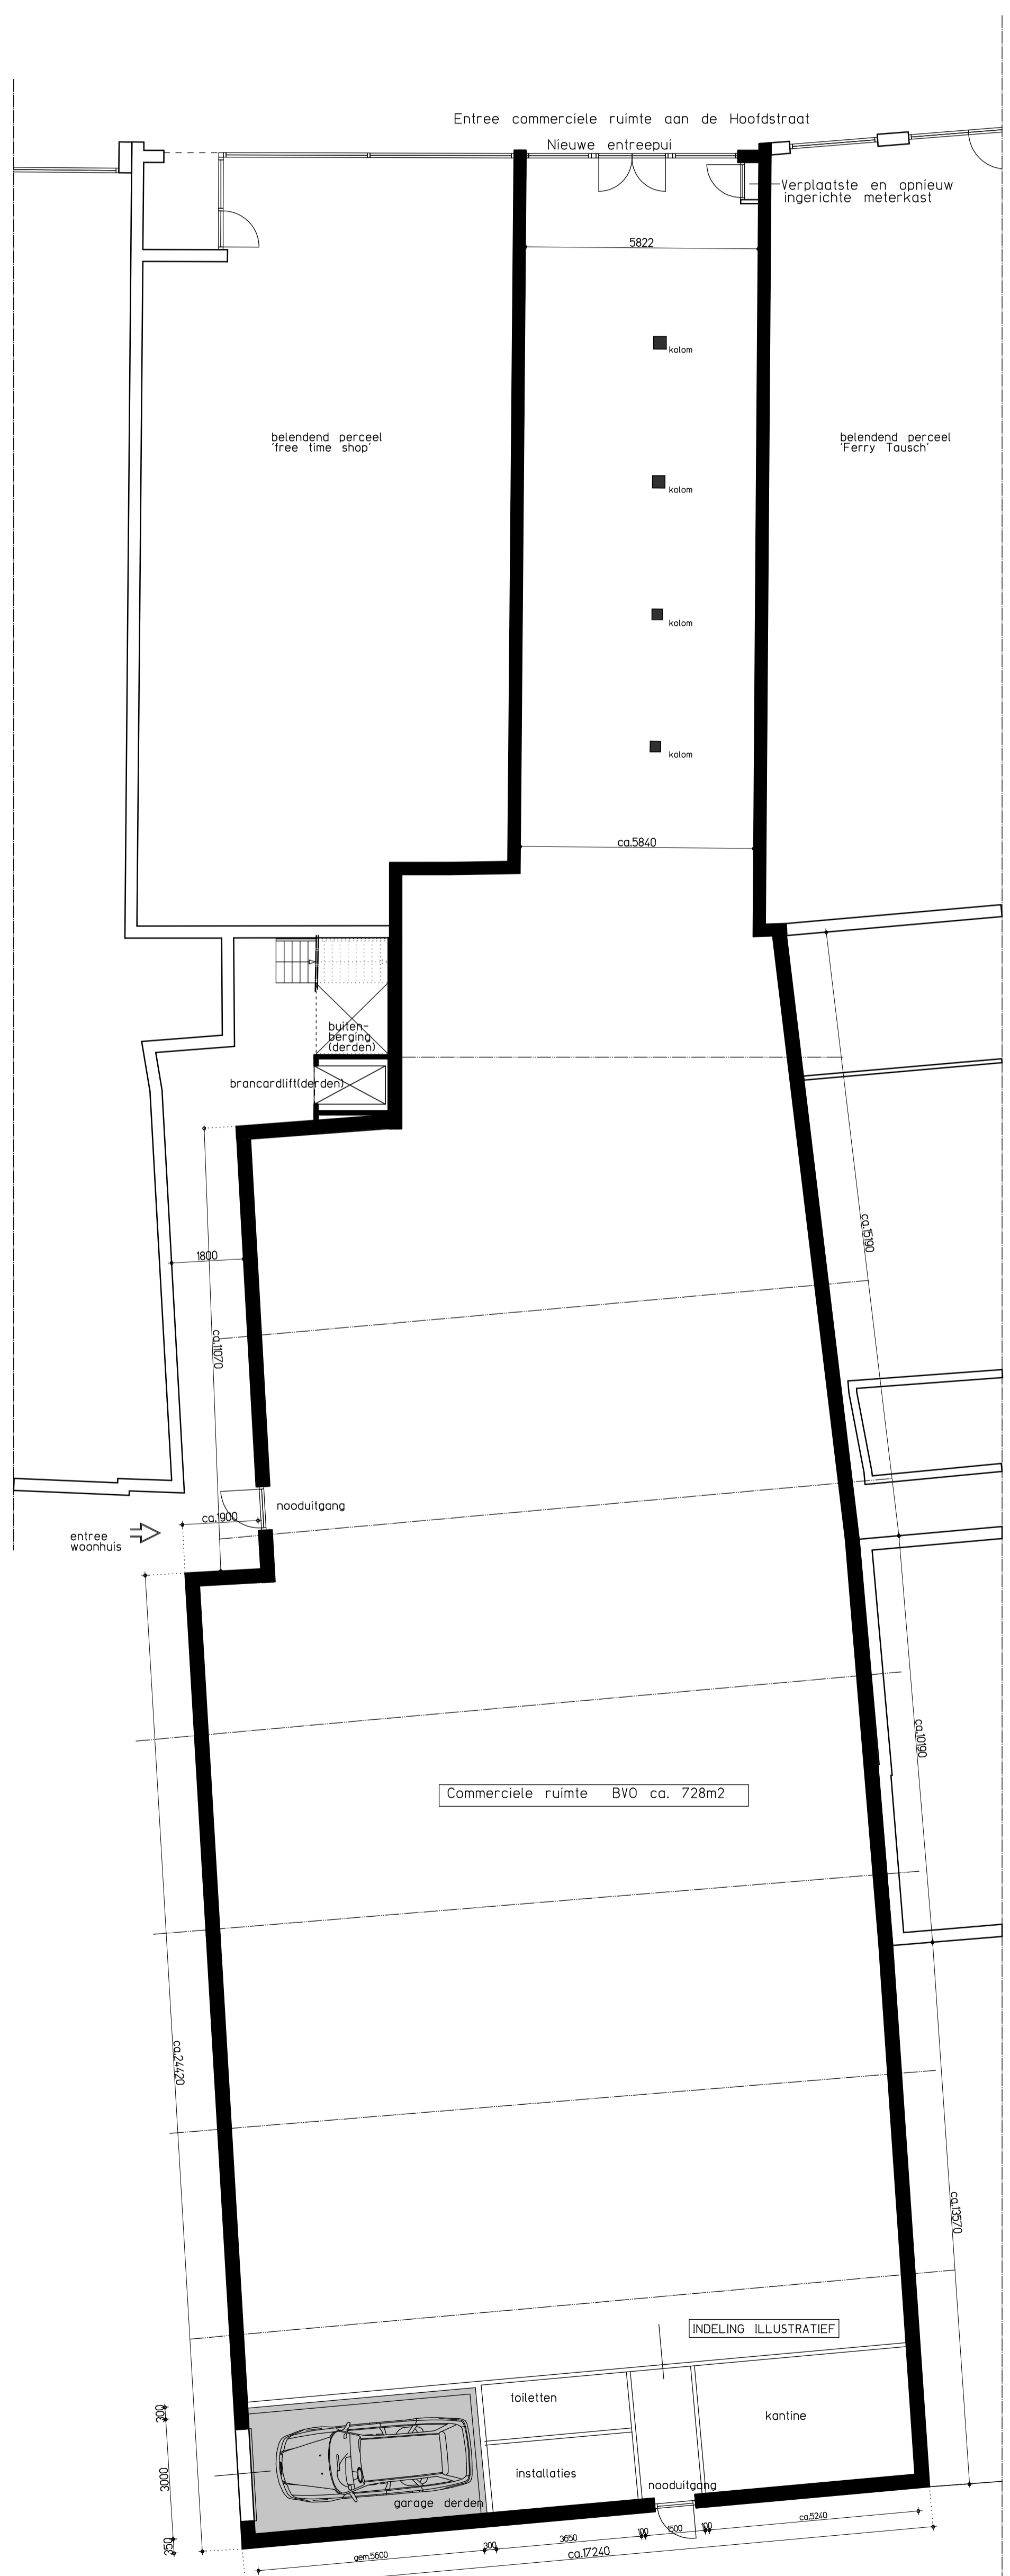 Entree commerciele ruimte aan de Hoofdstraat
Nieuwe entreepui
Verplaatste en opnieuw
ingerichte meterkast
5822
kolom
belendend perceel
'free time shop'
belendend perceel
'Ferry Tausch'
kolom
kolom
kolom
ca.5840
buiten-
berging
(derden)
brancardlift(derden)
ca.15190
1800
ca.11070
nooduitgang
ca.1900
entree
woonhuis
ca.10190
Commerciele ruimte BVO ca. 728m2
ca.24420
ca.13570
INDELING ILLUSTRATIEF
toiletten
kantine
300
3000
350
installaties
nooduitgang
garage derden
gem.5600
300
3650
100
1500
100
ca.5240
ca.17240